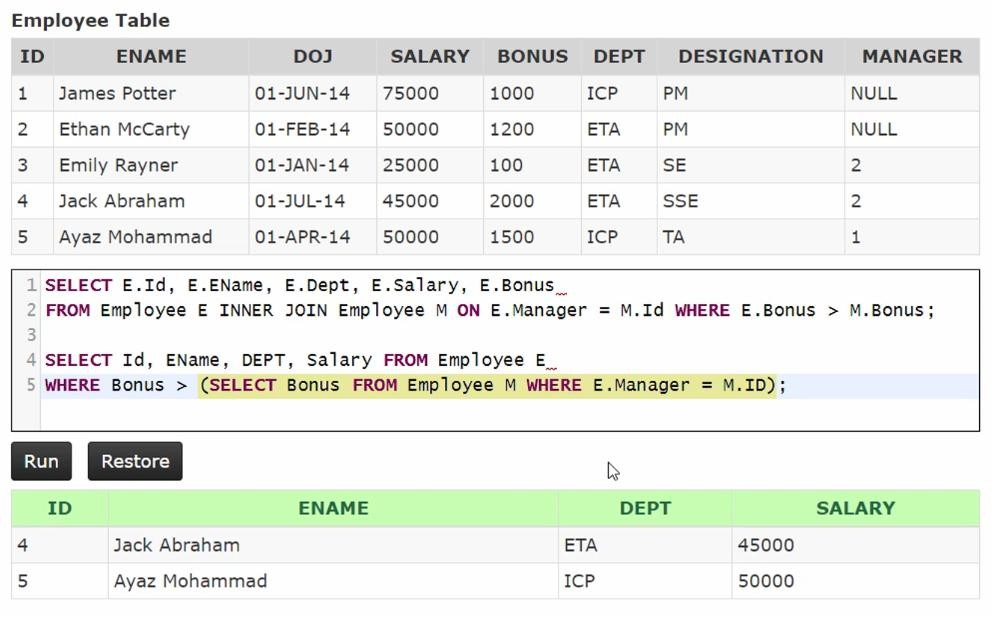 Employee Table
ID ENAME DOJ SALARY BONUS DEPT DESIGNATION MANAGER
1 James Potter 01-JUN-14 75000 1000 ICP PM NULL
2 Ethan McCarty 01-FEB-14 50000 1200 ETA PM NULL
3 Emily Rayner 01-JAN-14 25000 100 ETA SE 2
4 Jack Abraham 01-JUL-14 45000 2000 ETA SSE 2
5 Ayaz Mohammad 01-APR-14 50000 1500 ICP TA 1
1 SELECT E.Id, E.EName, E.Dept, E.Salary, E.Bonus
2 FROM Employee E INNER JOIN Employee M ON E.Manager = M.Id WHERE E.Bonus > M.Bonus;
3
4 SELECT Id, EName, DEPT, Salary FROM Employee E
5 WHERE Bonus > (SELECT Bonus FROM Employee M WHERE E.Manager = M.ID);
Run Restore
ID ENAME DEPT SALARY
4 Jack Abraham ETA 45000
5 Ayaz Mohammad ICP 50000